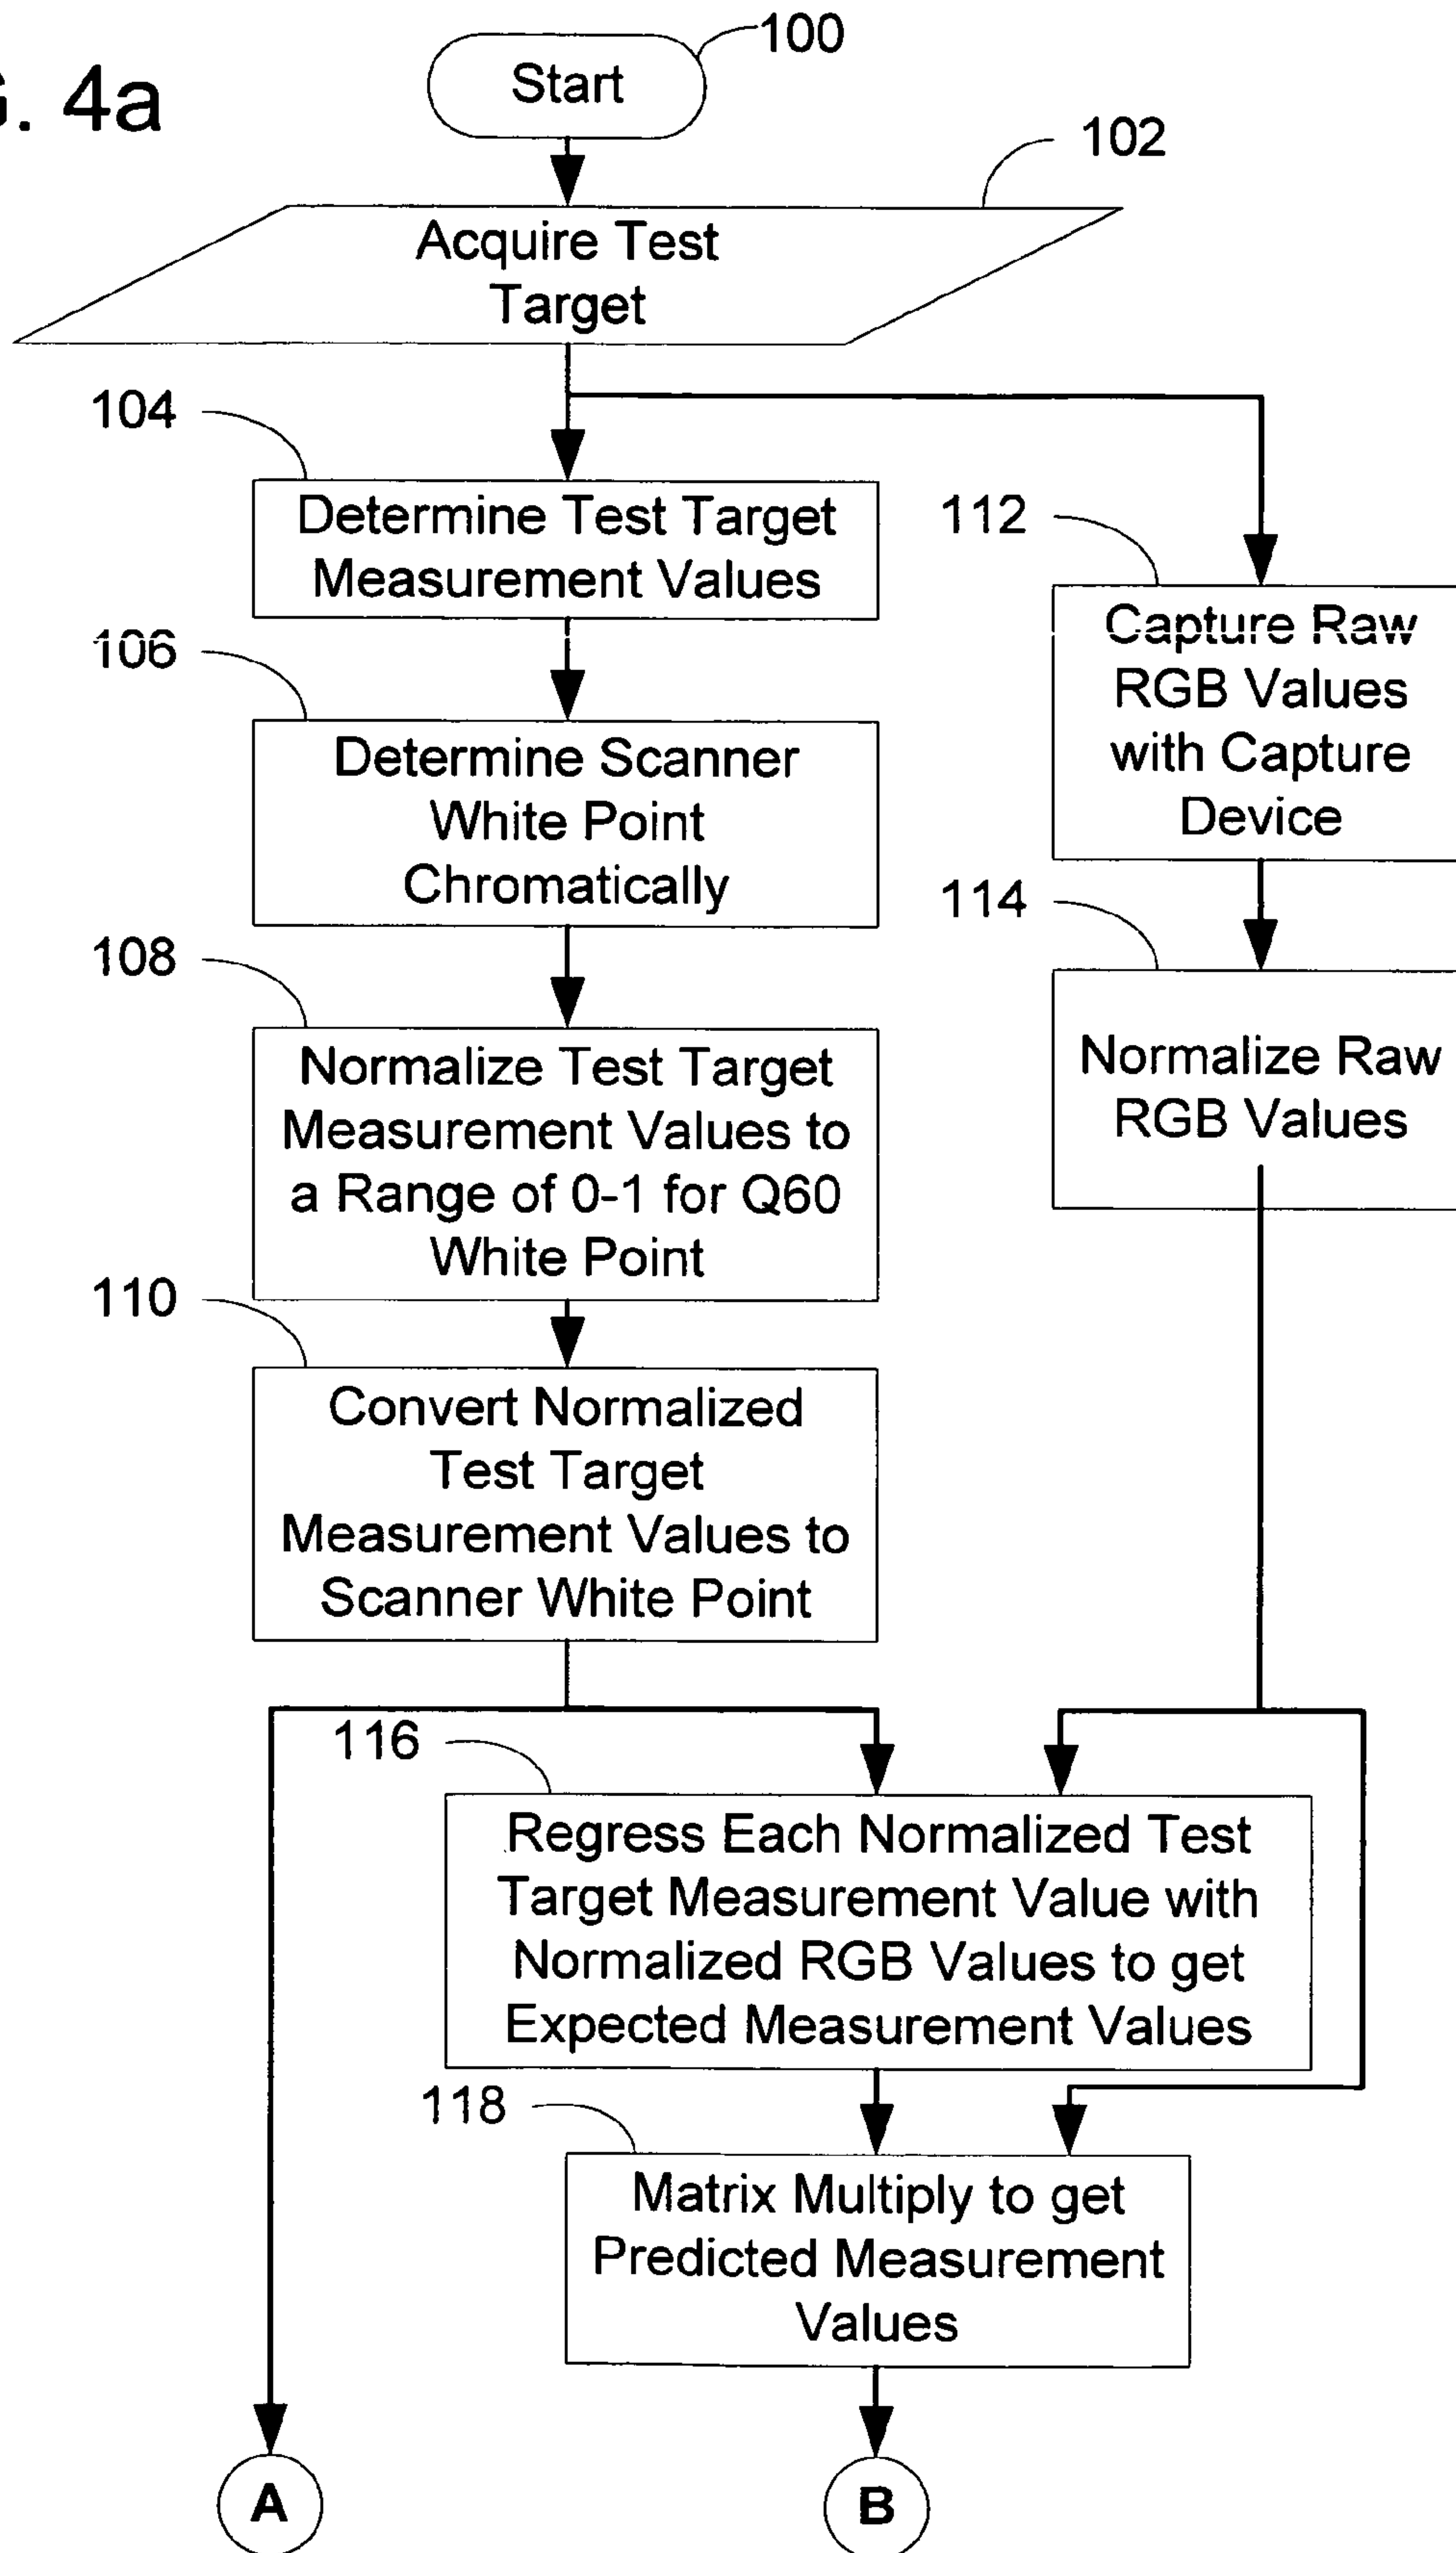 G. 4a
100
Start
102
Acquire Test
Target
104
Determine Test Target
Measurement Values
106
Determine Scanner
White Point
Chromatically
108
Normalize Test Target
Measurement Values to
a Range of 0-1 for Q60
White Point
110
Convert Normalized
Test Target
Measurement Values to
Scanner White Point
112
Capture Raw
RGB Values
with Capture
Device
114
Normalize Raw
RGB Values
116
Regress Each Normalized Test
Target Measurement Value with
Normalized RGB Values to get
Expected Measurement Values
118
Matrix Multiply to get
Predicted Measurement
Values
A
B